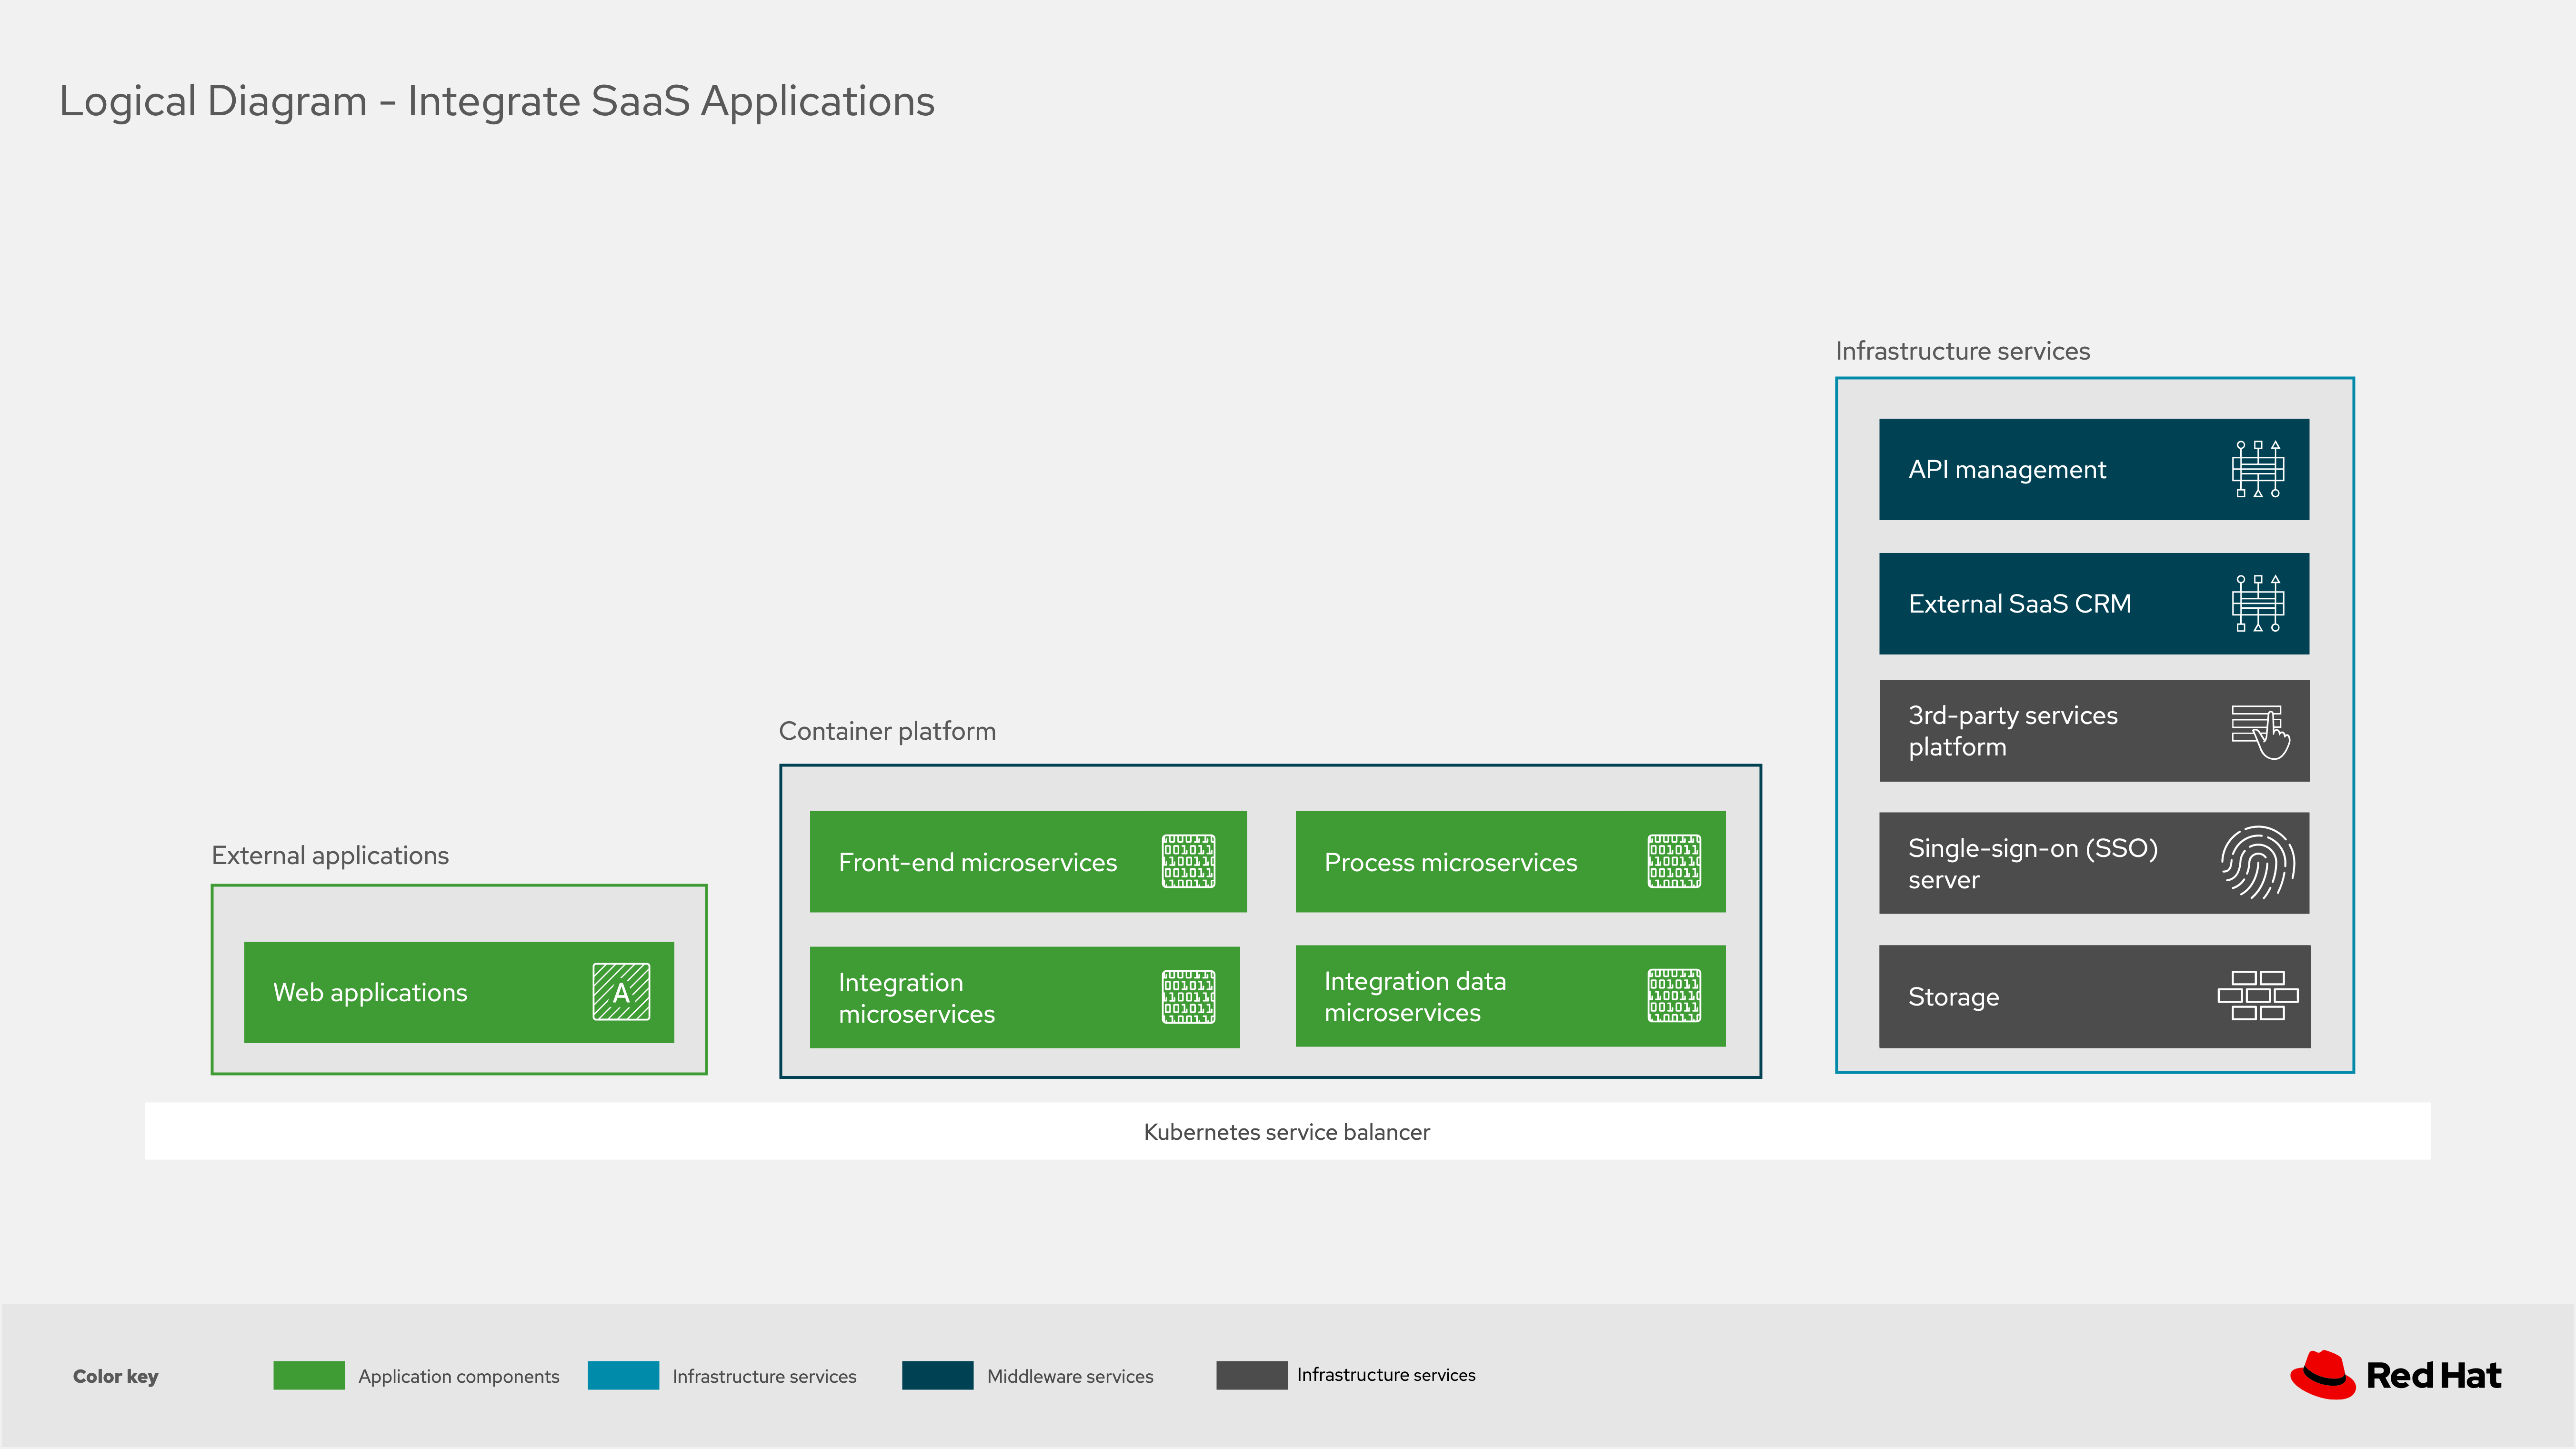 Logical Diagram - Integrate SaaS Applications
Infrastructure services
API management
External SaaS CRM
3rd-party services
platform
Single-sign-on (SSO)
server
Storage
Container platform
Front-end microservices
Process microservices
Integration
microservices
Integration data
microservices
External applications
Web applications
A
Kubernetes service balancer
Color key
Application components
Infrastructure services
Middleware services
Infrastructure services
Red Hat